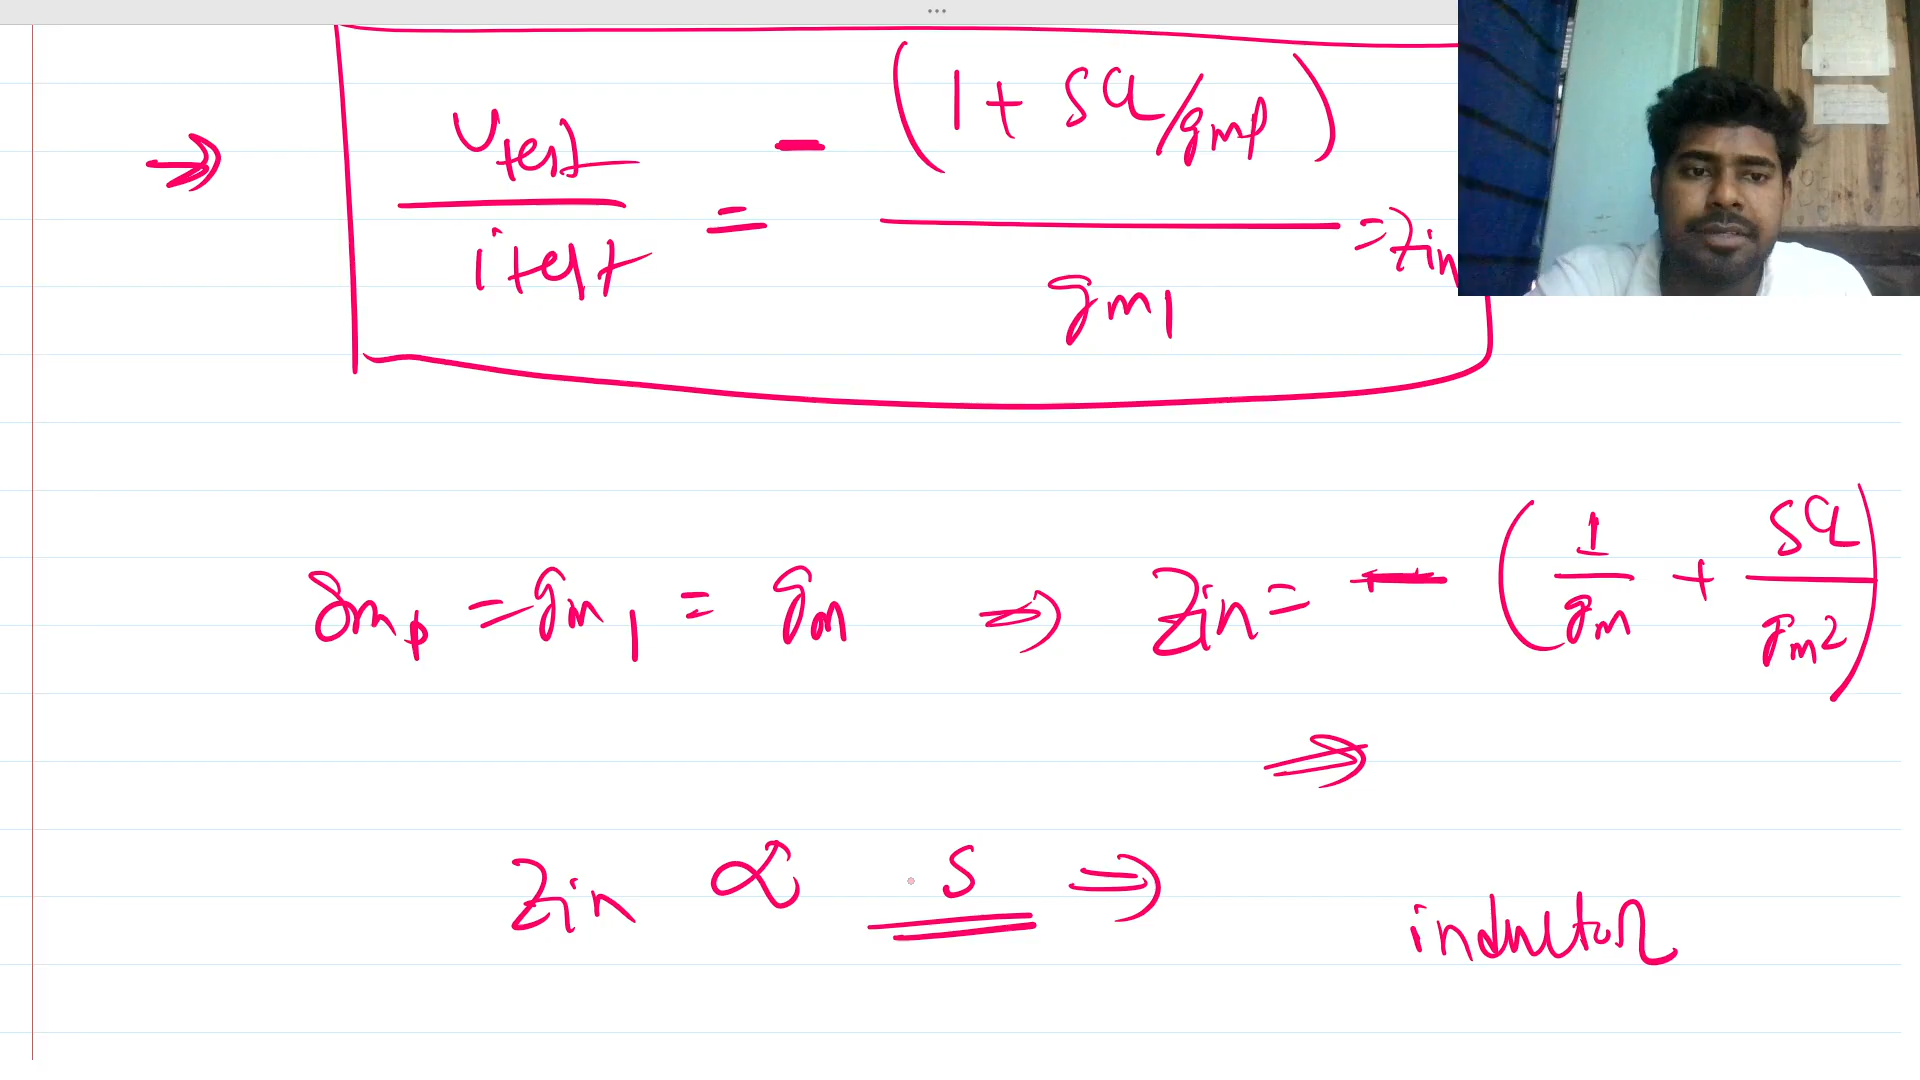 ⇒ Vtest/itest = - (1 + SCL/gmp) / gm1 = Zin
gmp = gm1 = gm ⇒ Zin = - (1/gm + SCL/gm2)
⇒
Zin ∝ S ⇒ inductor